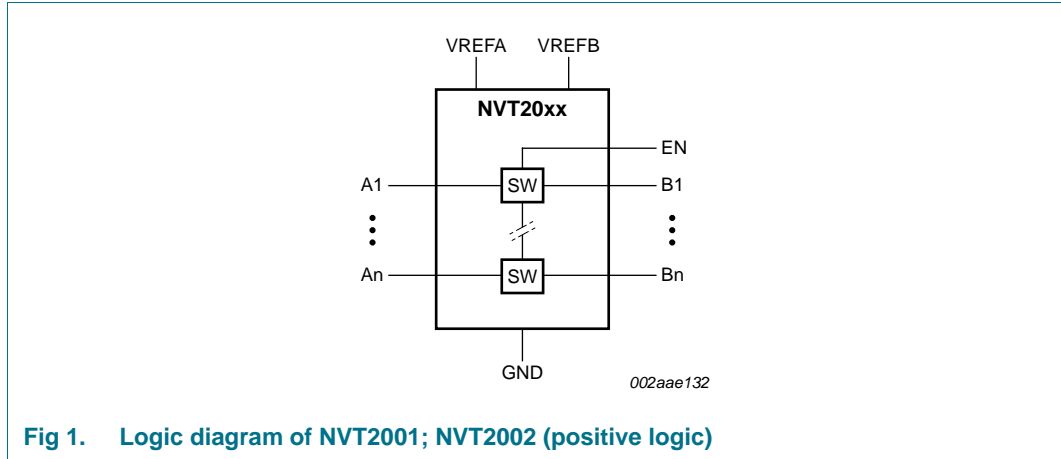 VREFA VREFB
NVT20xx
EN
A1 SW B1
An SW Bn
GND
002aae132
Fig 1. Logic diagram of NVT2001; NVT2002 (positive logic)